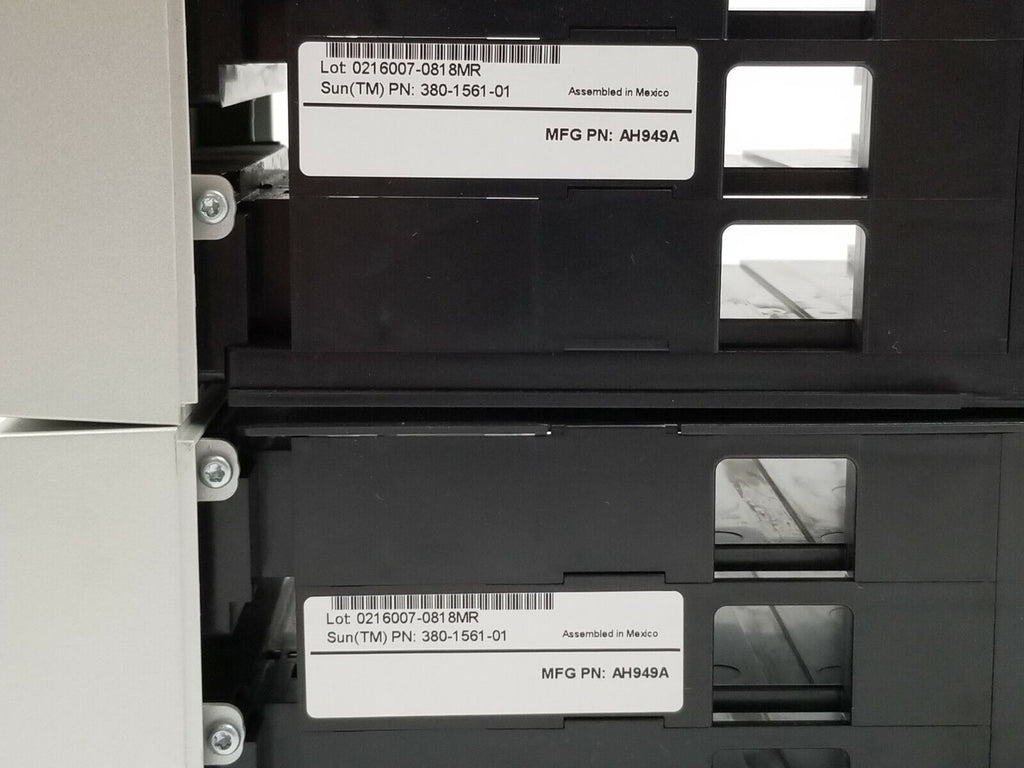 Lot 0216007-0818MR
Sun(TM) PN: 380-1561-01
Assembled in Mexico
MFG PN: AH949A
Lot 0216007-0818MR
Sun(TM) PN: 380-1561-01
Assembled in Mexico
MFG PN: AH949A